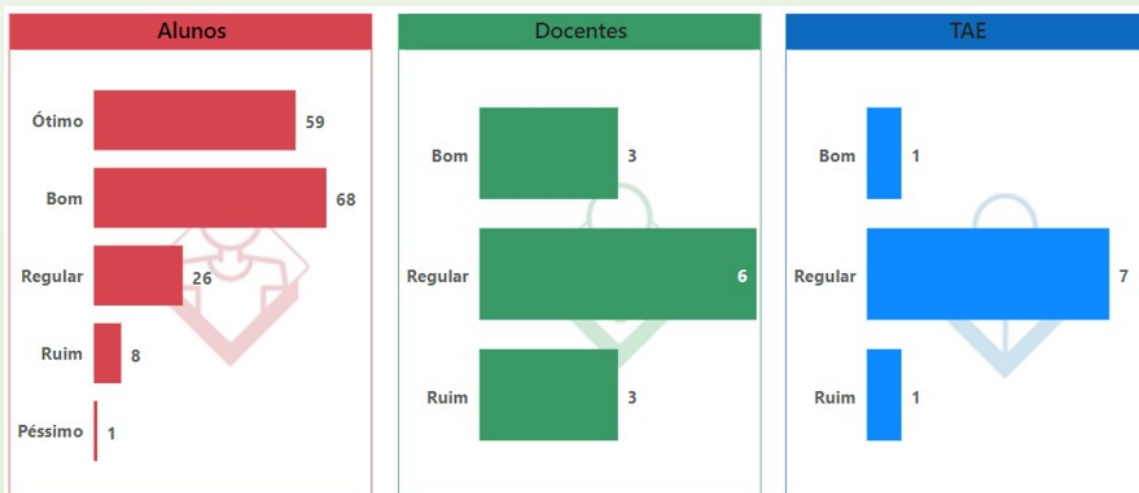 Alunos
Ótimo 59
Bom 68
Regular 26
Ruim 8
Péssimo 1
Docentes
Bom 3
Regular 6
Ruim 3
TAE
Bom 1
Regular 7
Ruim 1